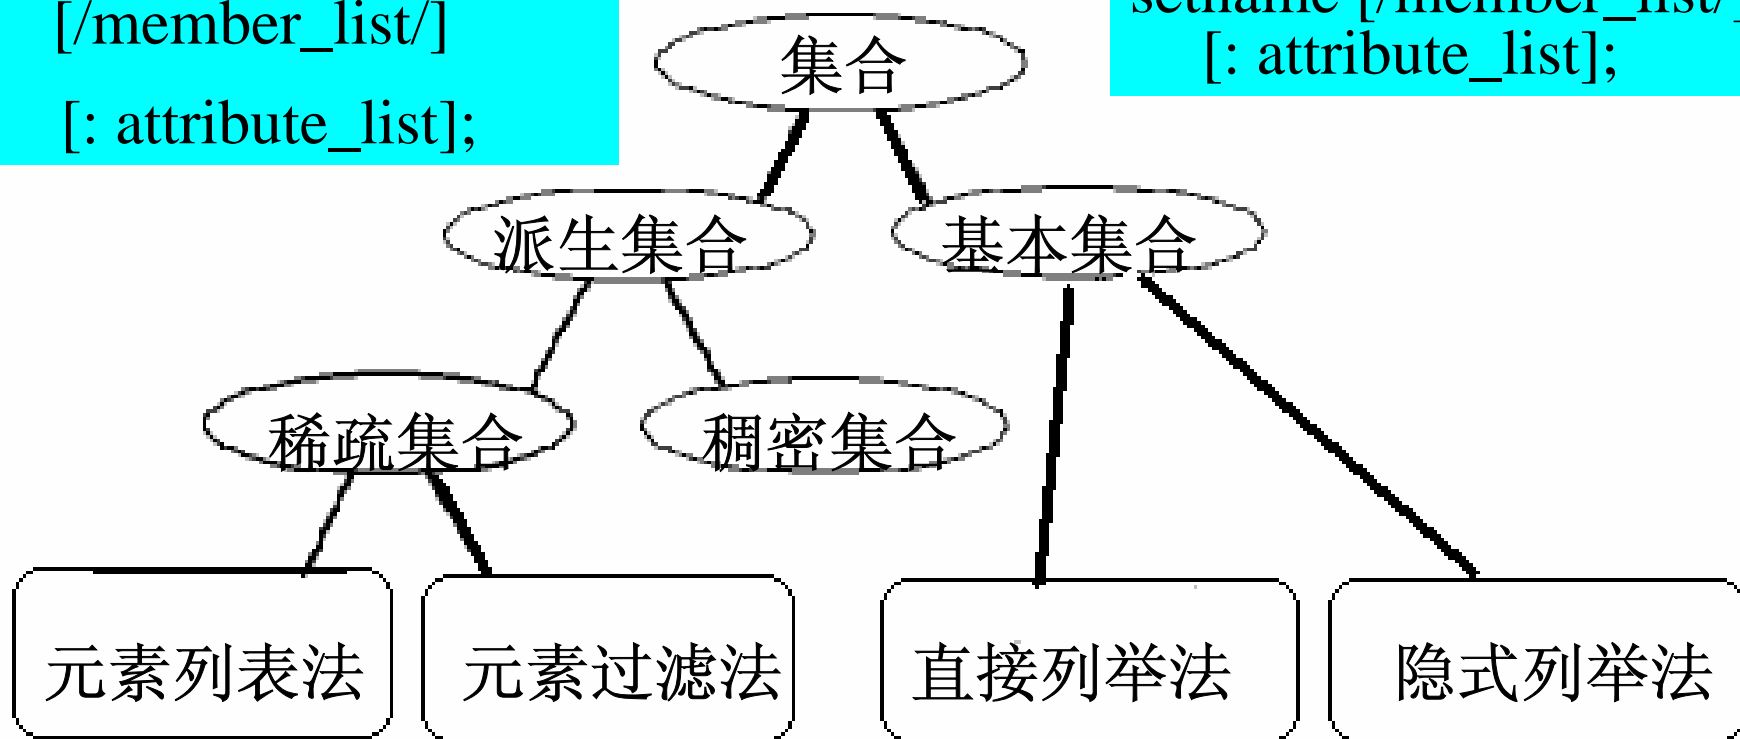 [/member_list/]
[: attribute_list];
setname [/member_list/]
[: attribute_list];
集合
派生集合
基本集合
稀疏集合
稠密集合
元素列表法
元素过滤法
直接列举法
隐式列举法